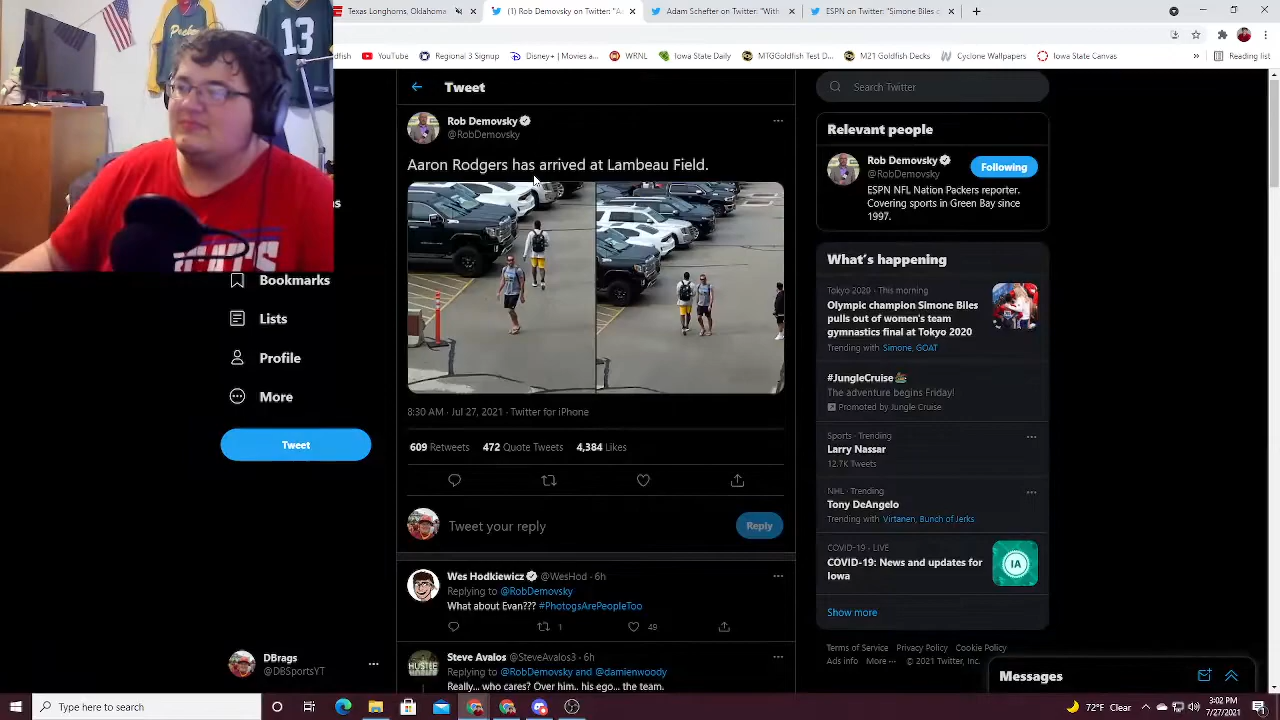 Texas Longhorns, Oklahoma
(1) Rob Demovsky on Twitter: "Aa
Adam Schefter on Twitter: "With
ESPN on Twitter: "Simone Biles c
YouTube
Regional 3 Signup
Disney+ | Movies a...
WRNL
Iowa State Daily
MTGGoldfish Test D...
M21 Goldfish Decks
Cyclone Wallpapers
Iowa State Canvas
Reading list
13
Tweet
Search Twitter
Rob Demovsky
@RobDemovsky
Aaron Rodgers has arrived at Lambeau Field.
8:30 AM · Jul 27, 2021 · Twitter for iPhone
609 Retweets 472 Quote Tweets 4,384 Likes
Tweet your reply
Reply
Wes Hodkiewicz @WesHod · 6h
Replying to @RobDemovsky
What about Evan??? #PhotogsArePeopleToo
1
49
Steve Avalos @SteveAvalos3 · 6h
Replying to @RobDemovsky and @damienwoody
Really... who cares? Over him.. his ego... the team.
Bookmarks
Lists
Profile
More
Tweet
DBrags
@DBSportsYT
Relevant people
Rob Demovsky
@RobDemovsky
Following
ESPN NFL Nation Packers reporter.
Covering sports in Green Bay since
1997.
What's happening
Tokyo 2020 · This morning
Olympic champion Simone Biles
pulls out of women's team
gymnastics final at Tokyo 2020
Trending with Simone, GOAT
#JungleCruise
The adventure begins Friday!
Promoted by Jungle Cruise
Sports · Trending
Larry Nassar
12.7K Tweets
NHL · Trending
Tony DeAngelo
Trending with Virtanen, Bunch of Jerks
COVID-19 · LIVE
COVID-19: News and updates for
Iowa
IA
Show more
Terms of Service Privacy Policy Cookie Policy
Ads info More ··· © 2021 Twitter, Inc.
Messages
Type here to search
72°F
3:02 PM
7/27/2021